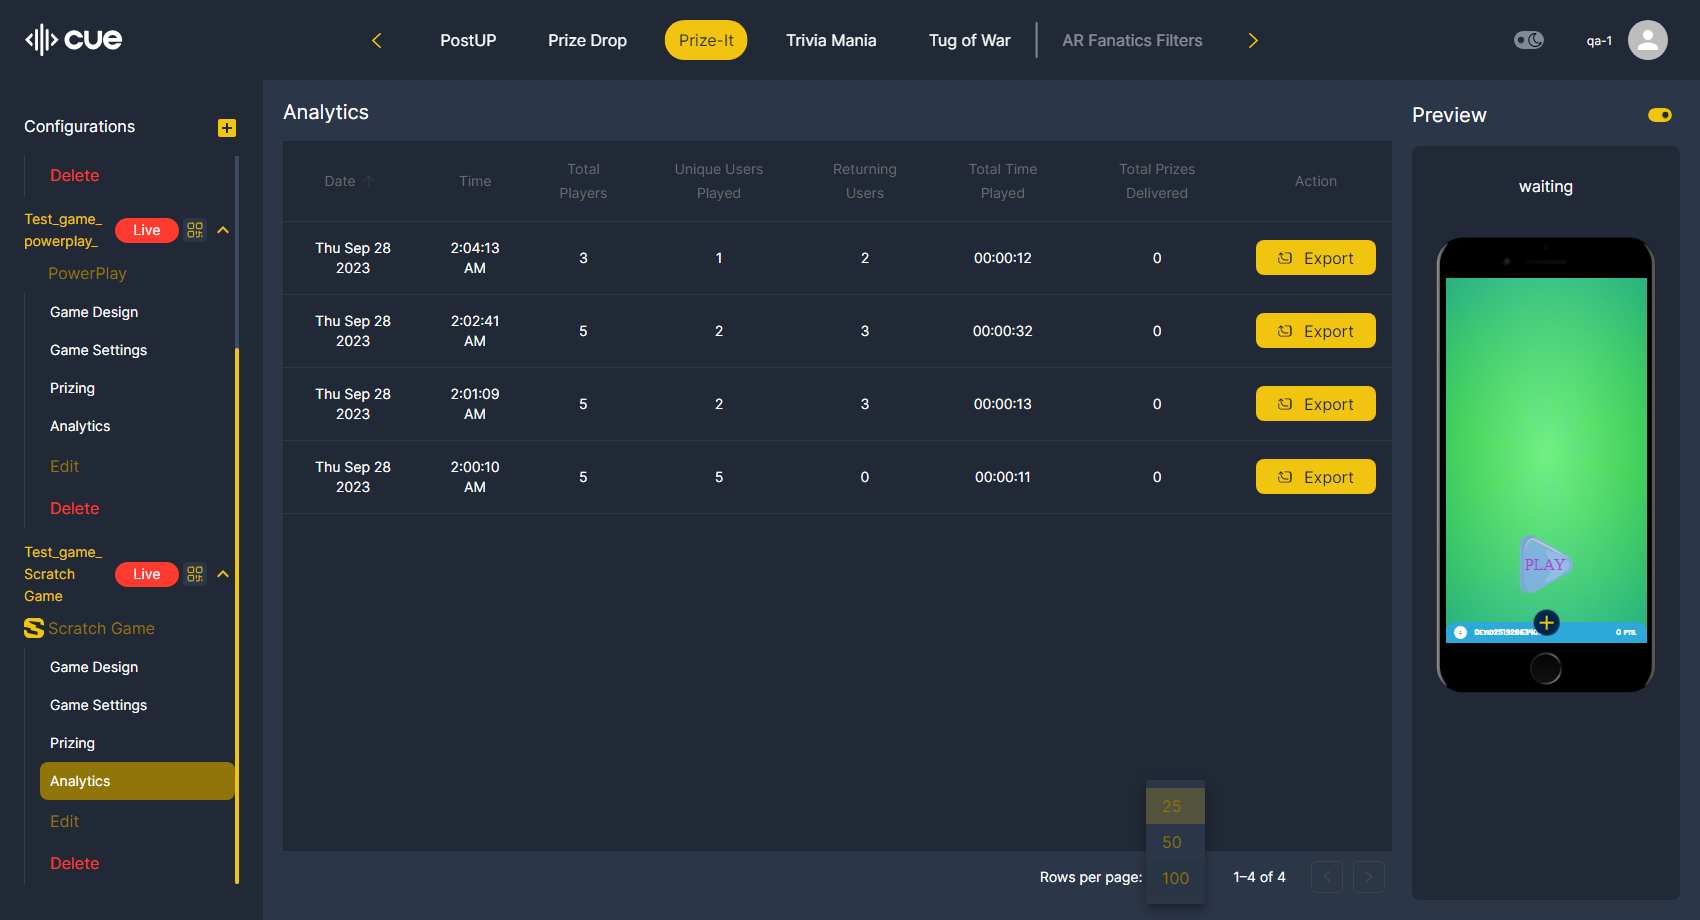 cue
PostUP
Prize Drop
Prize-It
Trivia Mania
Tug of War
AR Fanatics Filters
qa-1
Configurations
Delete
Test_game_
powerplay_
Live
PowerPlay
Game Design
Game Settings
Prizing
Analytics
Edit
Delete
Test_game_
Scratch
Game
Live
Scratch Game
Game Design
Game Settings
Prizing
Analytics
Edit
Delete
Analytics
Date
Time
Total
Players
Unique Users
Played
Returning
Users
Total Time
Played
Total Prizes
Delivered
Action
Thu Sep 28
2023
2:04:13
AM
3
1
2
00:00:12
0
Export
Thu Sep 28
2023
2:02:41
AM
5
2
3
00:00:32
0
Export
Thu Sep 28
2023
2:01:09
AM
5
2
3
00:00:13
0
Export
Thu Sep 28
2023
2:00:10
AM
5
5
0
00:00:11
0
Export
Rows per page:
25
50
100
1–4 of 4
Preview
waiting
PLAY
0 PTS.